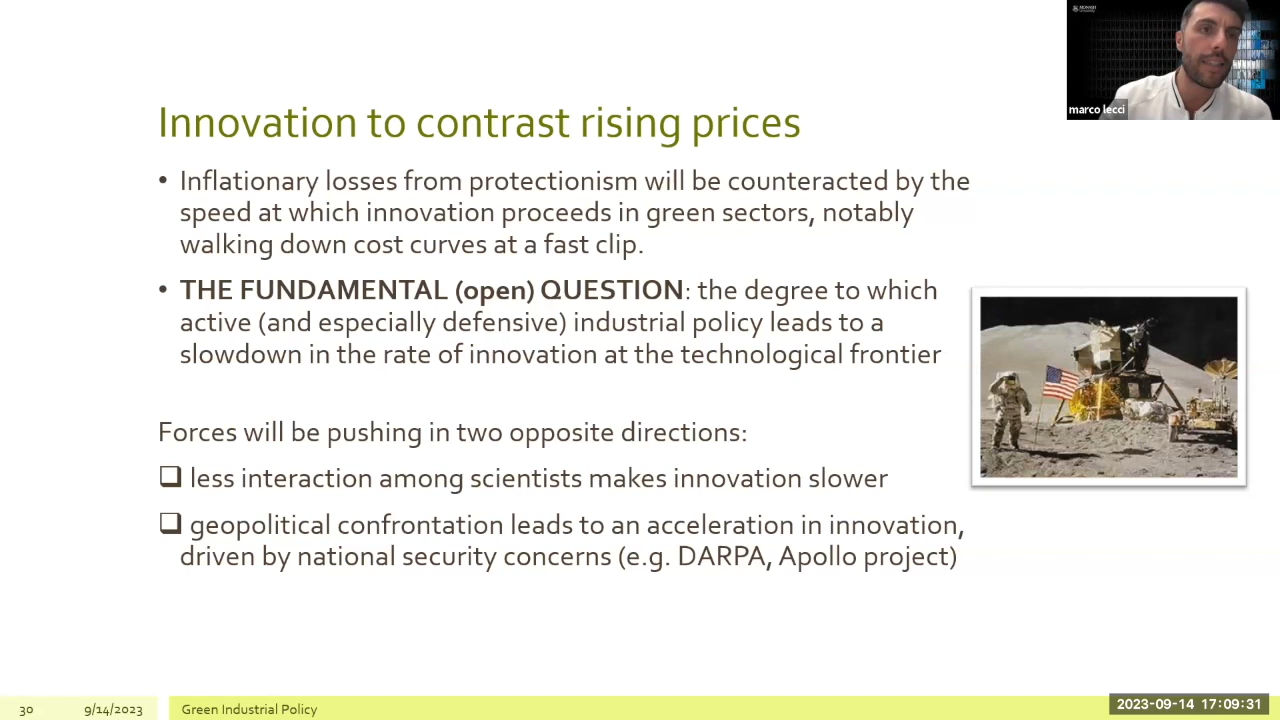 MONASH
University
marco lecci
Innovation to contrast rising prices
• Inflationary losses from protectionism will be counteracted by the
speed at which innovation proceeds in green sectors, notably
walking down cost curves at a fast clip.
• THE FUNDAMENTAL (open) QUESTION: the degree to which
active (and especially defensive) industrial policy leads to a
slowdown in the rate of innovation at the technological frontier
Forces will be pushing in two opposite directions:
❑ less interaction among scientists makes innovation slower
❑ geopolitical confrontation leads to an acceleration in innovation,
driven by national security concerns (e.g. DARPA, Apollo project)
30 9/14/2023 Green Industrial Policy
2023-09-14 17:09:31